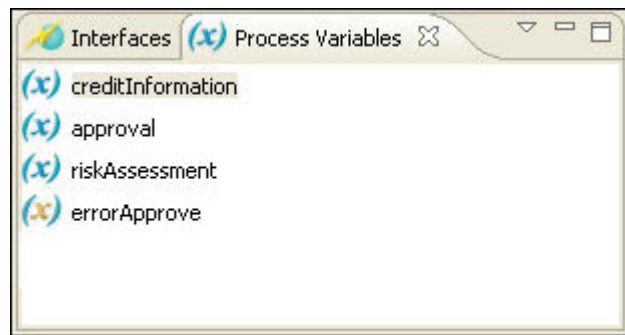 Interfaces (x) Process Variables
(x) creditInformation
(x) approval
(x) riskAssessment
(x) errorApprove